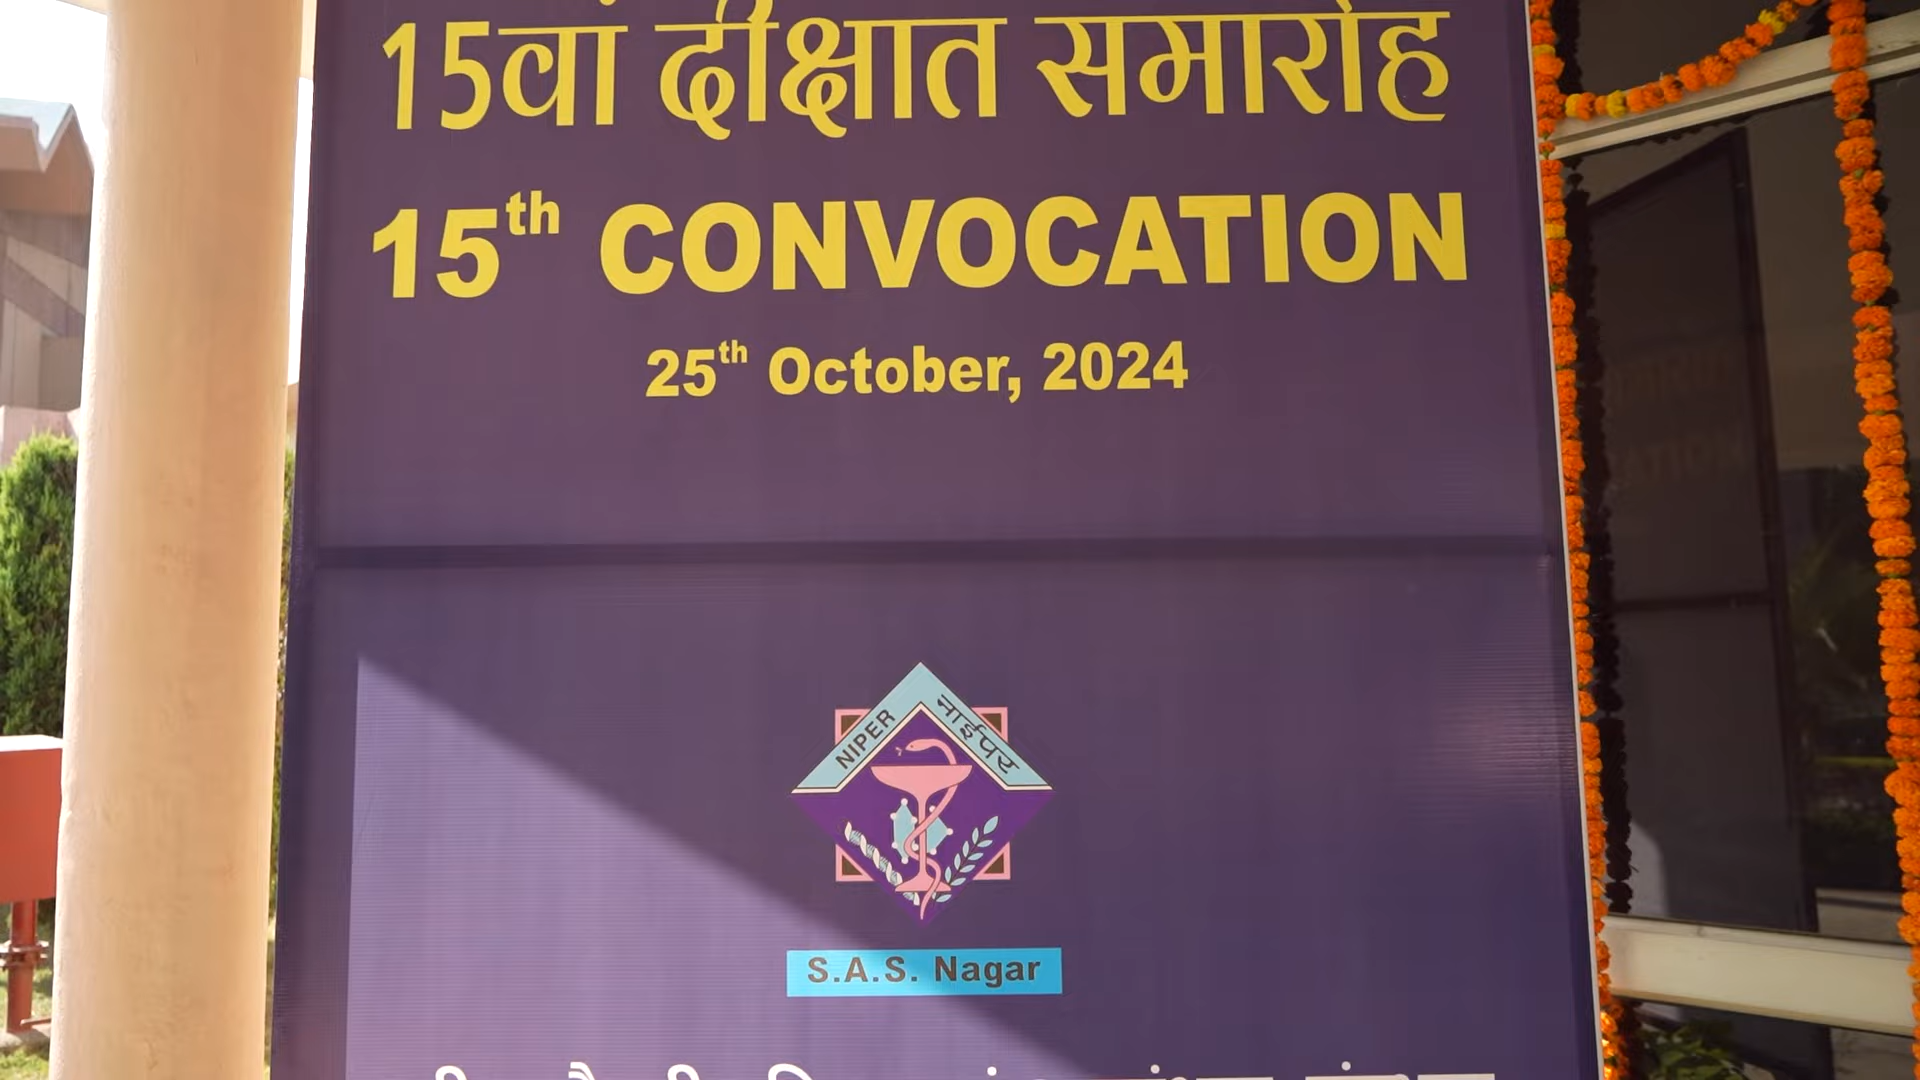 15वां दीक्षांत समारोह
15th CONVOCATION
25th October, 2024
NIPER नाईपर
S.A.S. Nagar